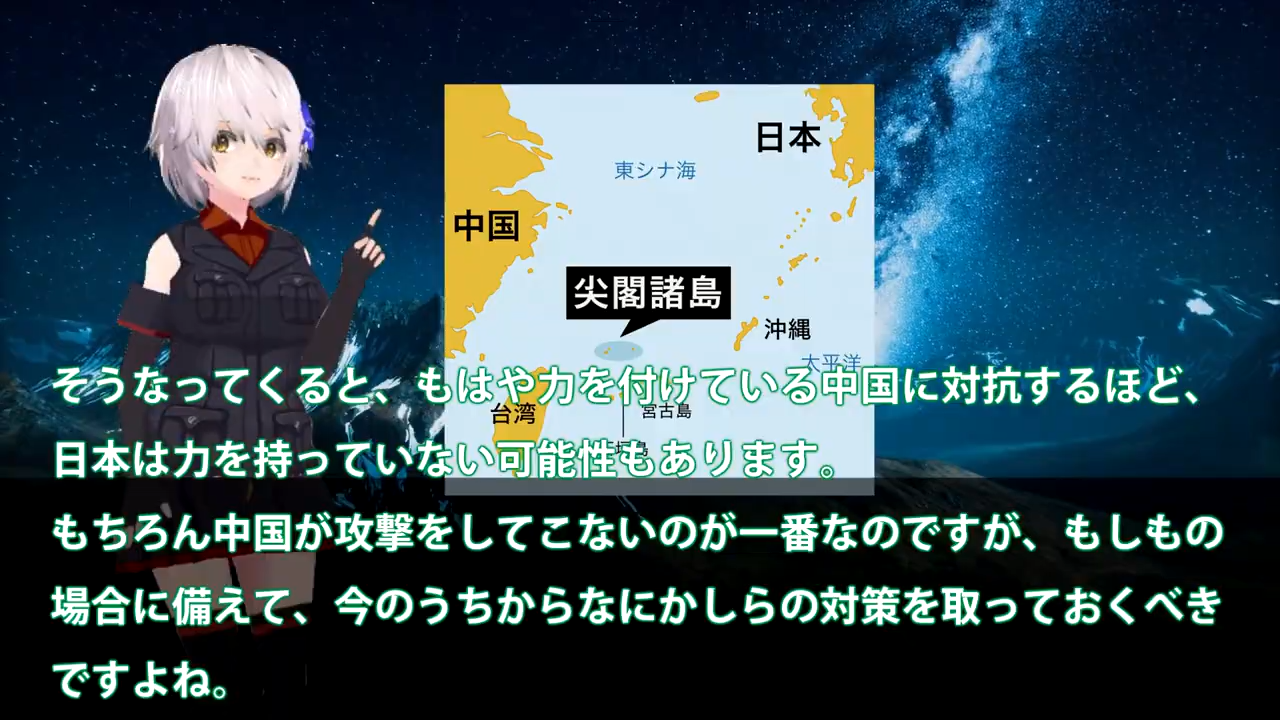 日本
東シナ海
中国
尖閣諸島
沖縄
太平洋
台湾
宮古島
そうなってくると、もはや力を付けている中国に対抗するほど、
日本は力を持っていない可能性もあります。
もちろん中国が攻撃をしてこないのが一番なのですが、もしもの
場合に備えて、今のうちからなにかしらの対策を取っておくべき
ですよね。